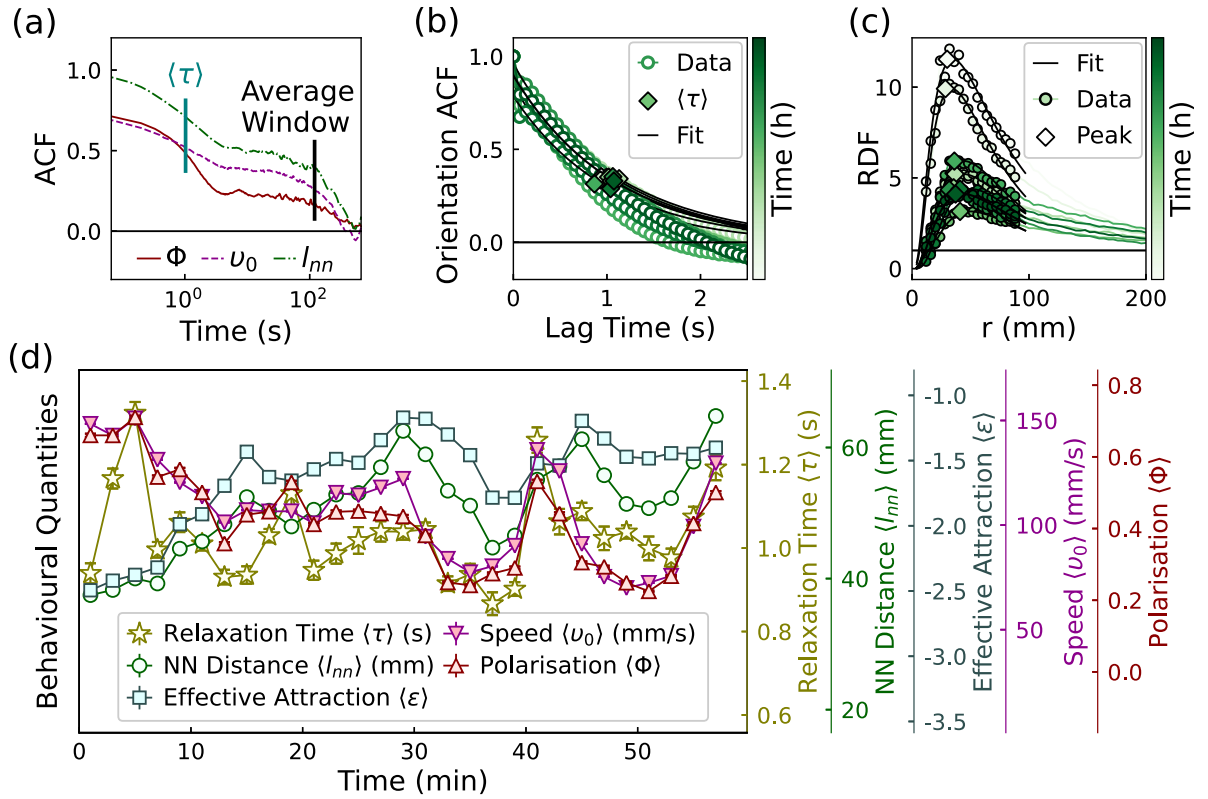 (a)
ACF
1.0
0.5
0.0
⟨τ⟩
Average
Window
Φ
υ₀
lₙₙ
10⁰
10²
Time (s)
(b)
Orientation ACF
1.0
0.5
0.0
Data
⟨τ⟩
Fit
0
1
2
Lag Time (s)
Time (h)
(c)
RDF
10
5
0
Fit
Data
Peak
0
100
200
r (mm)
Time (h)
(d)
Behavioural Quantities
Relaxation Time ⟨τ⟩ (s)
NN Distance ⟨lₙₙ⟩ (mm)
Effective Attraction ⟨ε⟩
Speed ⟨υ₀⟩ (mm/s)
Polarisation ⟨Φ⟩
0
10
20
30
40
50
Time (min)
1.4
1.2
1.0
0.8
0.6
Relaxation Time ⟨τ⟩ (s)
60
40
20
NN Distance ⟨lₙₙ⟩ (mm)
-1.0
-1.5
-2.0
-2.5
-3.0
-3.5
Effective Attraction ⟨ε⟩
150
100
50
Speed ⟨υ₀⟩ (mm/s)
0.8
0.6
0.4
0.2
0.0
Polarisation ⟨Φ⟩